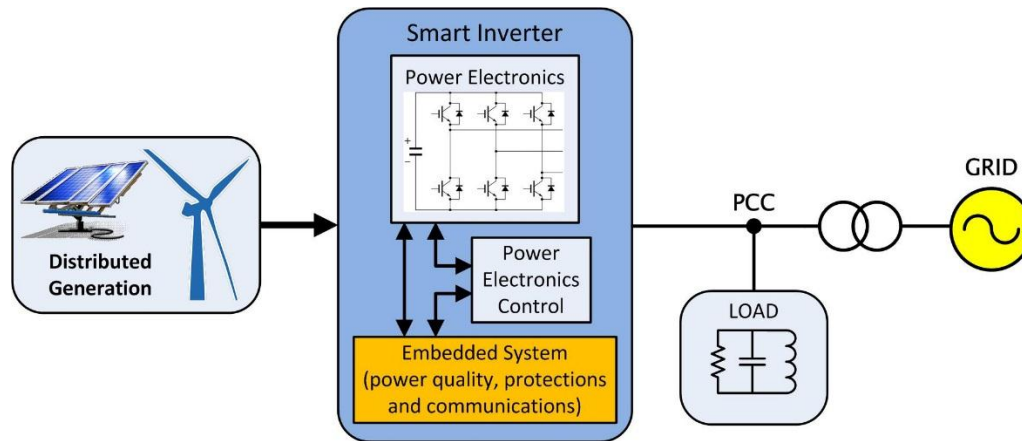 Smart Inverter
Power Electronics
+
−
Distributed
Generation
Power
Electronics
Control
Embedded System
(power quality, protections
and communications)
PCC
GRID
LOAD